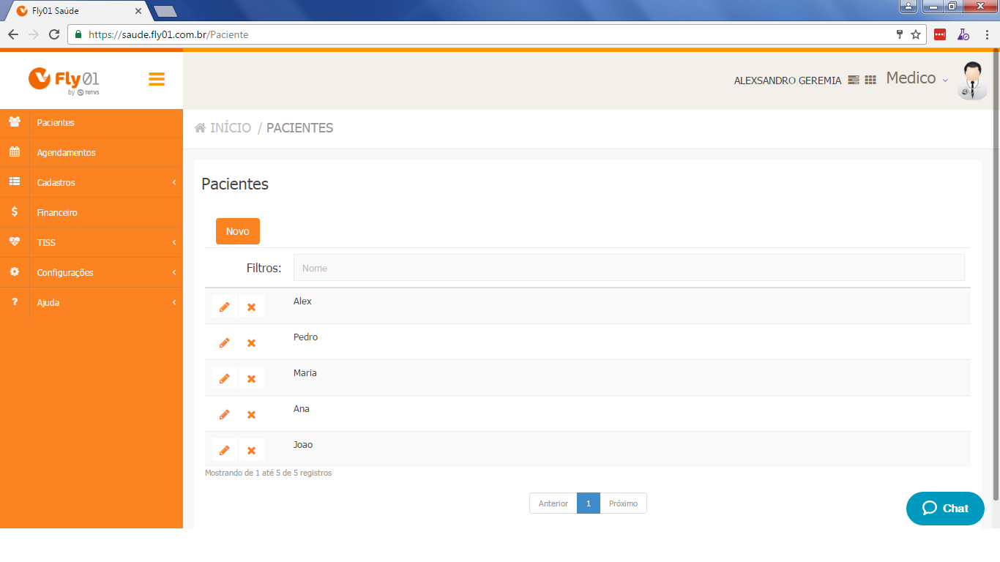 Fly01 Saúde
https://saude.fly01.com.br/Paciente
Fly01
by TOTVS
ALEXSANDRO GEREMIA
Medico
Pacientes
Agendamentos
Cadastros
Financeiro
TISS
Configurações
Ajuda
INÍCIO / PACIENTES
Pacientes
Novo
Filtros: Nome
Alex
Pedro
Maria
Ana
Joao
Mostrando de 1 até 5 de 5 registros
Anterior 1 Próximo
Chat